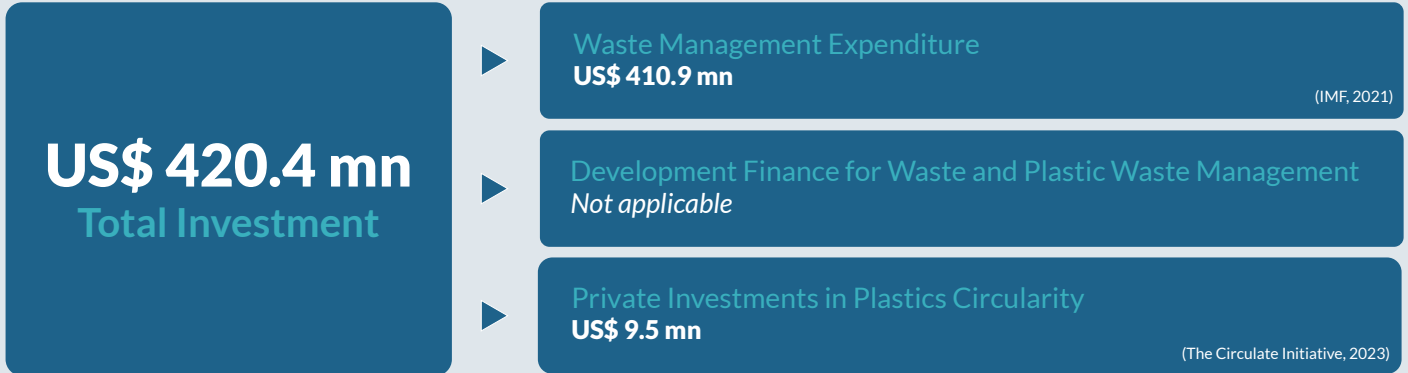 US$ 420.4 mn
Total Investment
Waste Management Expenditure
US$ 410.9 mn
(IMF, 2021)
Development Finance for Waste and Plastic Waste Management
Not applicable
Private Investments in Plastics Circularity
US$ 9.5 mn
(The Circulate Initiative, 2023)